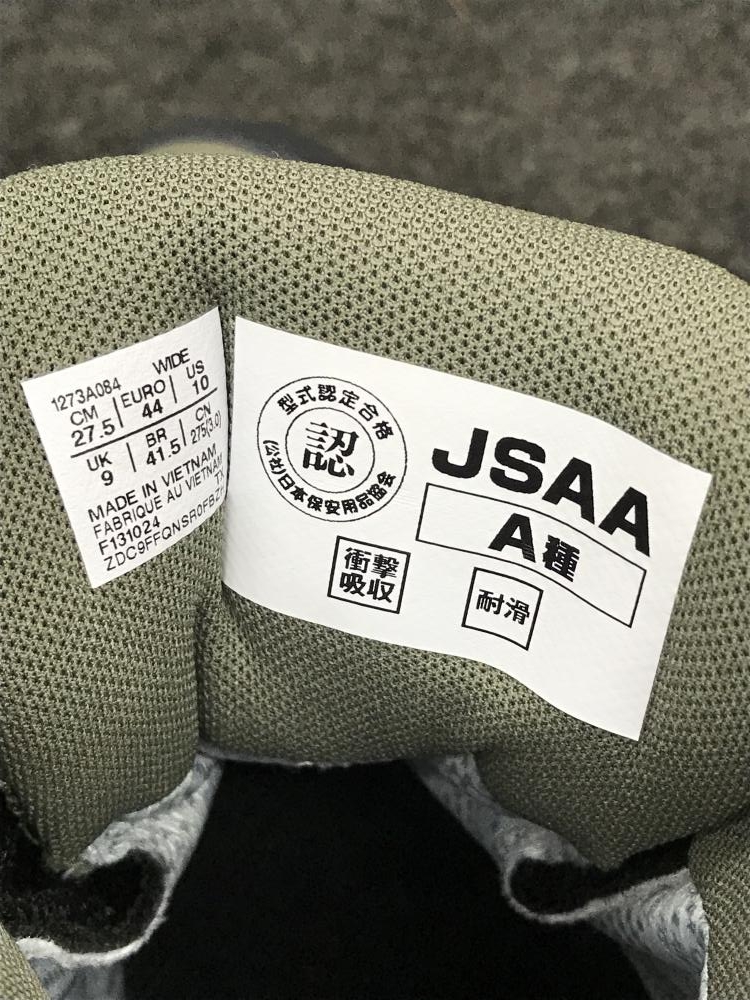 1273A084 WIDE
CM EURO US
27.5 44 10
UK BR CN
9 41.5 275(3.0)
MADE IN VIETNAM
FABRIQUE AU VIETNAM
F131024
型式認定合格
認
(公社)日本保安用品協会
JSAA
A種
衝撃
吸収
耐滑